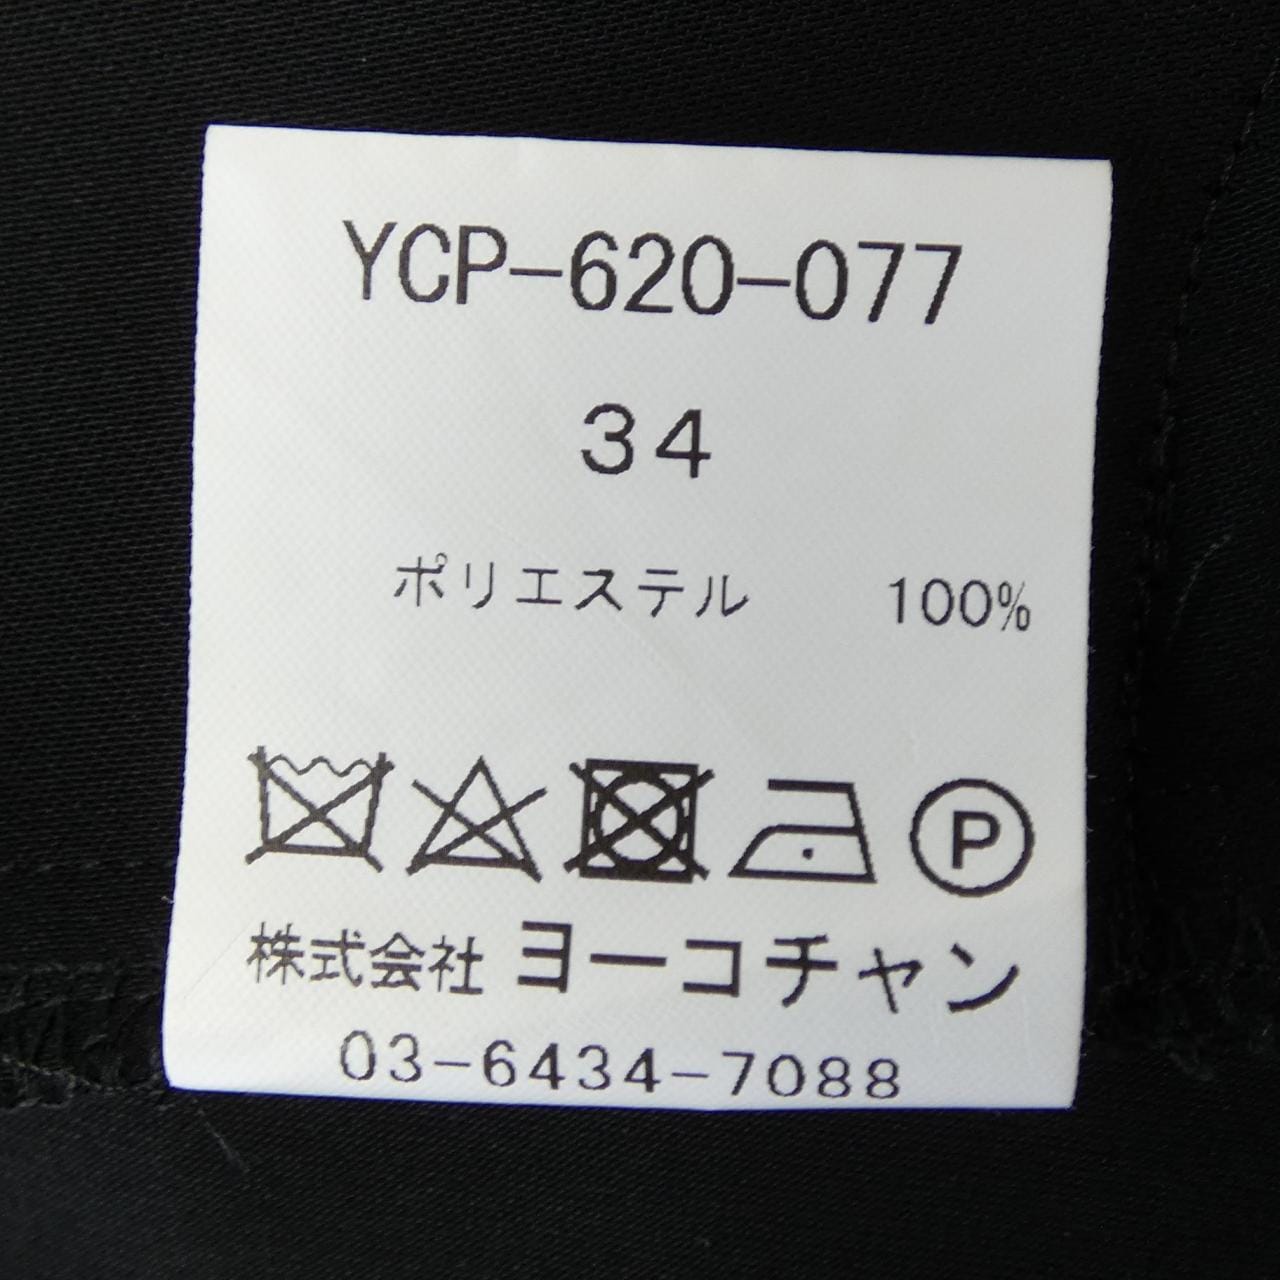 YCP-620-077
34
ポリエステル 100%
P
株式会社 ヨーコチャン
03-6434-7088